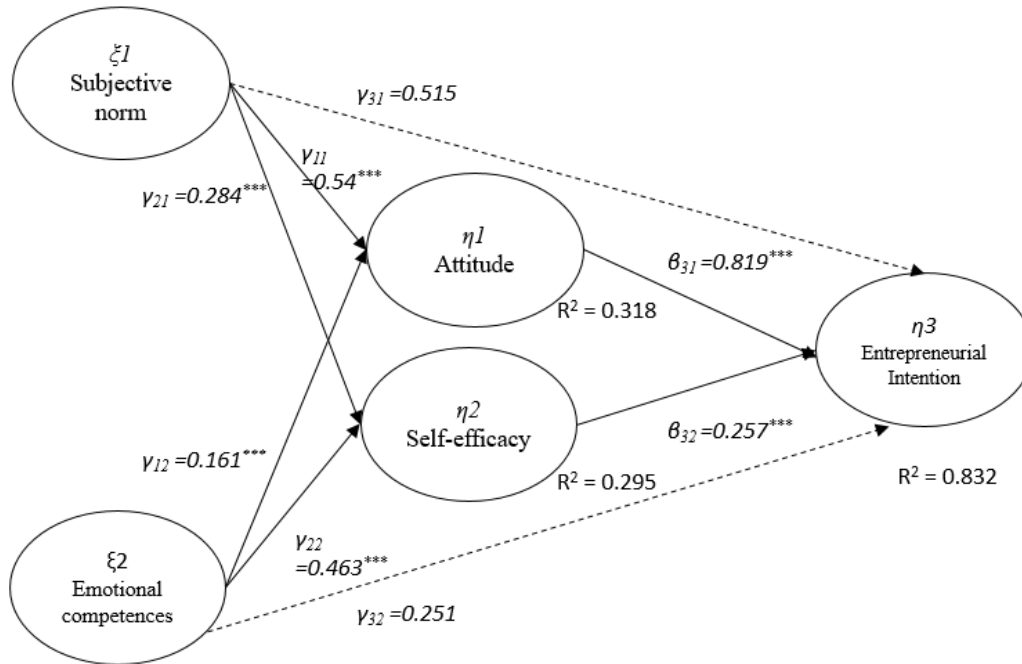 ξ1
Subjective
norm
γ31 =0.515
γ11
=0.54***
γ21 =0.284***
η1
Attitude
β31=0.819***
R² = 0.318
η3
Entrepreneurial
Intention
η2
Self-efficacy
β32=0.257***
γ12 =0.161***
R² = 0.295
R² = 0.832
ξ2
Emotional
competences
γ22
=0.463***
γ32 =0.251